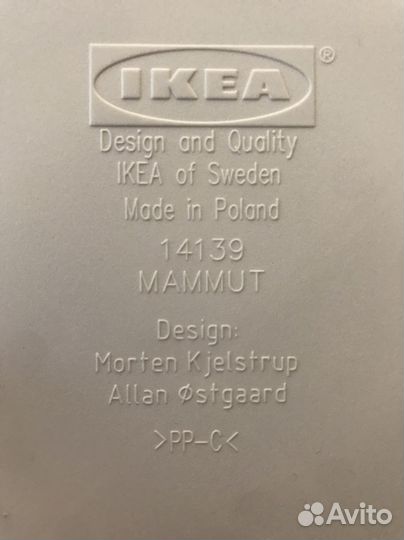 IKEA ®
Design and Quality
IKEA of Sweden
Made in Poland
14139
MAMMUT
Design:
Morten Kjelstrup
Allan Østgaard
>PP-C<
Avito